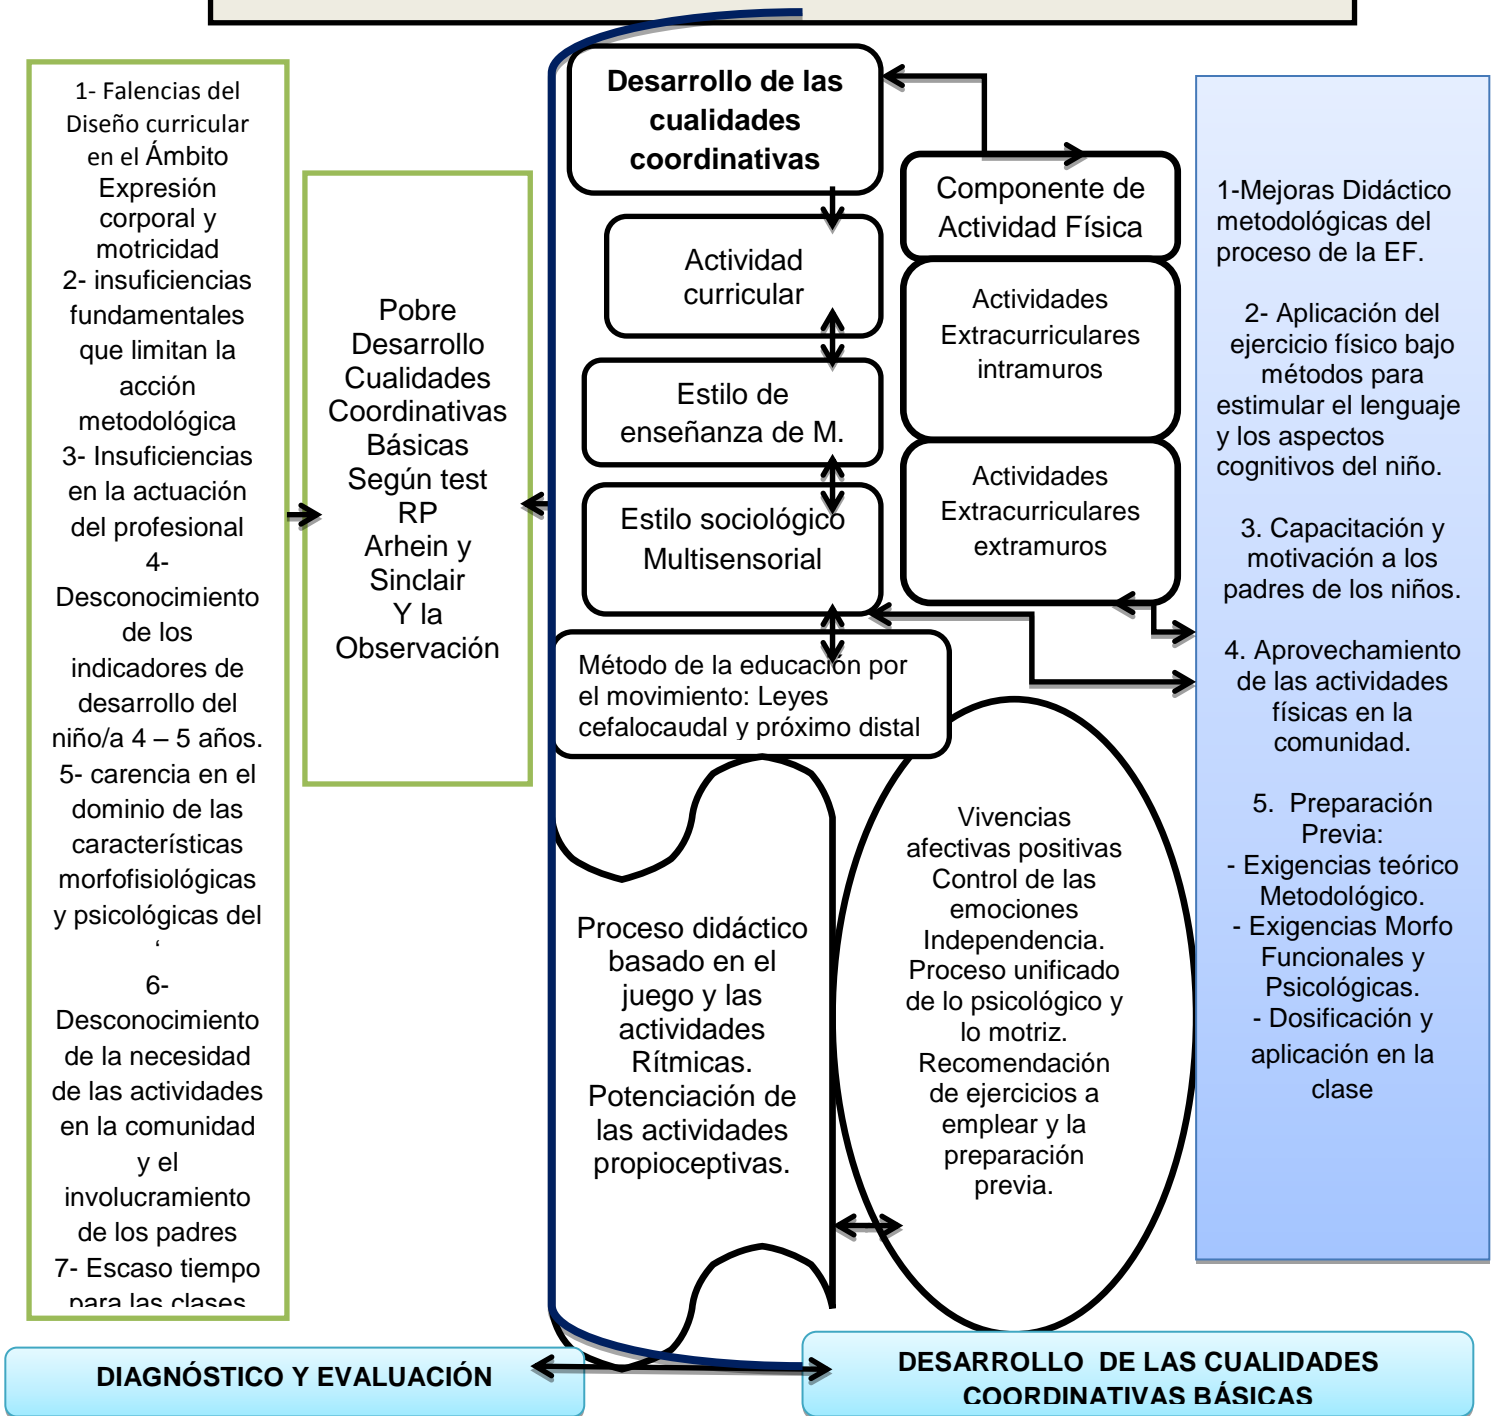 1- Falencias del
Diseño curricular
en el Ámbito
Expresión
corporal y
motricidad
2- insuficiencias
fundamentales
que limitan la
acción
metodológica
3- Insuficiencias
en la actuación
del profesional
4-
Desconocimiento
de los
indicadores de
desarrollo del
niño/a 4 – 5 años.
5- carencia en el
dominio de las
características
morfofisiológicas
y psicológicas del
‘
6-
Desconocimiento
de la necesidad
de las actividades
en la comunidad
y el
involucramiento
de los padres
7- Escaso tiempo
para las clases
Pobre
Desarrollo
Cualidades
Coordinativas
Básicas
Según test
RP
Arhein y
Sinclair
Y la
Observación
Desarrollo de las
cualidades
coordinativas
Actividad
curricular
Estilo de
enseñanza de M.
Estilo sociológico
Multisensorial
Método de la educación por
el movimiento: Leyes
cefalocaudal y próximo distal
Proceso didáctico
basado en el
juego y las
actividades
Rítmicas.
Potenciación de
las actividades
propioceptivas.
Componente de
Actividad Física
Actividades
Extracurriculares
intramuros
Actividades
Extracurriculares
extramuros
Vivencias
afectivas positivas
Control de las
emociones
Independencia.
Proceso unificado
de lo psicológico y
lo motriz.
Recomendación
de ejercicios a
emplear y la
preparación
previa.
1-Mejoras Didáctico
metodológicas del
proceso de la EF.
2- Aplicación del
ejercicio físico bajo
métodos para
estimular el lenguaje
y los aspectos
cognitivos del niño.
3. Capacitación y
motivación a los
padres de los niños.
4. Aprovechamiento
de las actividades
físicas en la
comunidad.
5. Preparación
Previa:
- Exigencias teórico
Metodológico.
- Exigencias Morfo
Funcionales y
Psicológicas.
- Dosificación y
aplicación en la
clase
DIAGNÓSTICO Y EVALUACIÓN
DESARROLLO DE LAS CUALIDADES
COORDINATIVAS BÁSICAS